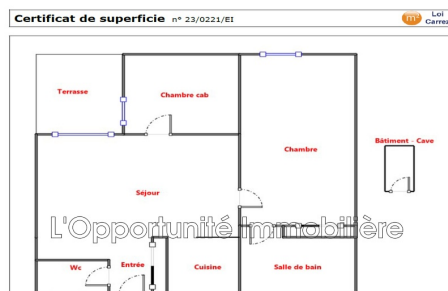 Certificat de superficie n° 23/0221/EI
m² Loi
Carrez
Terrasse
Chambre cab
Chambre
Bâtiment - Cave
Séjour
L'Opportunité Immobilière
Wc
Entrée
Cuisine
Salle de bain